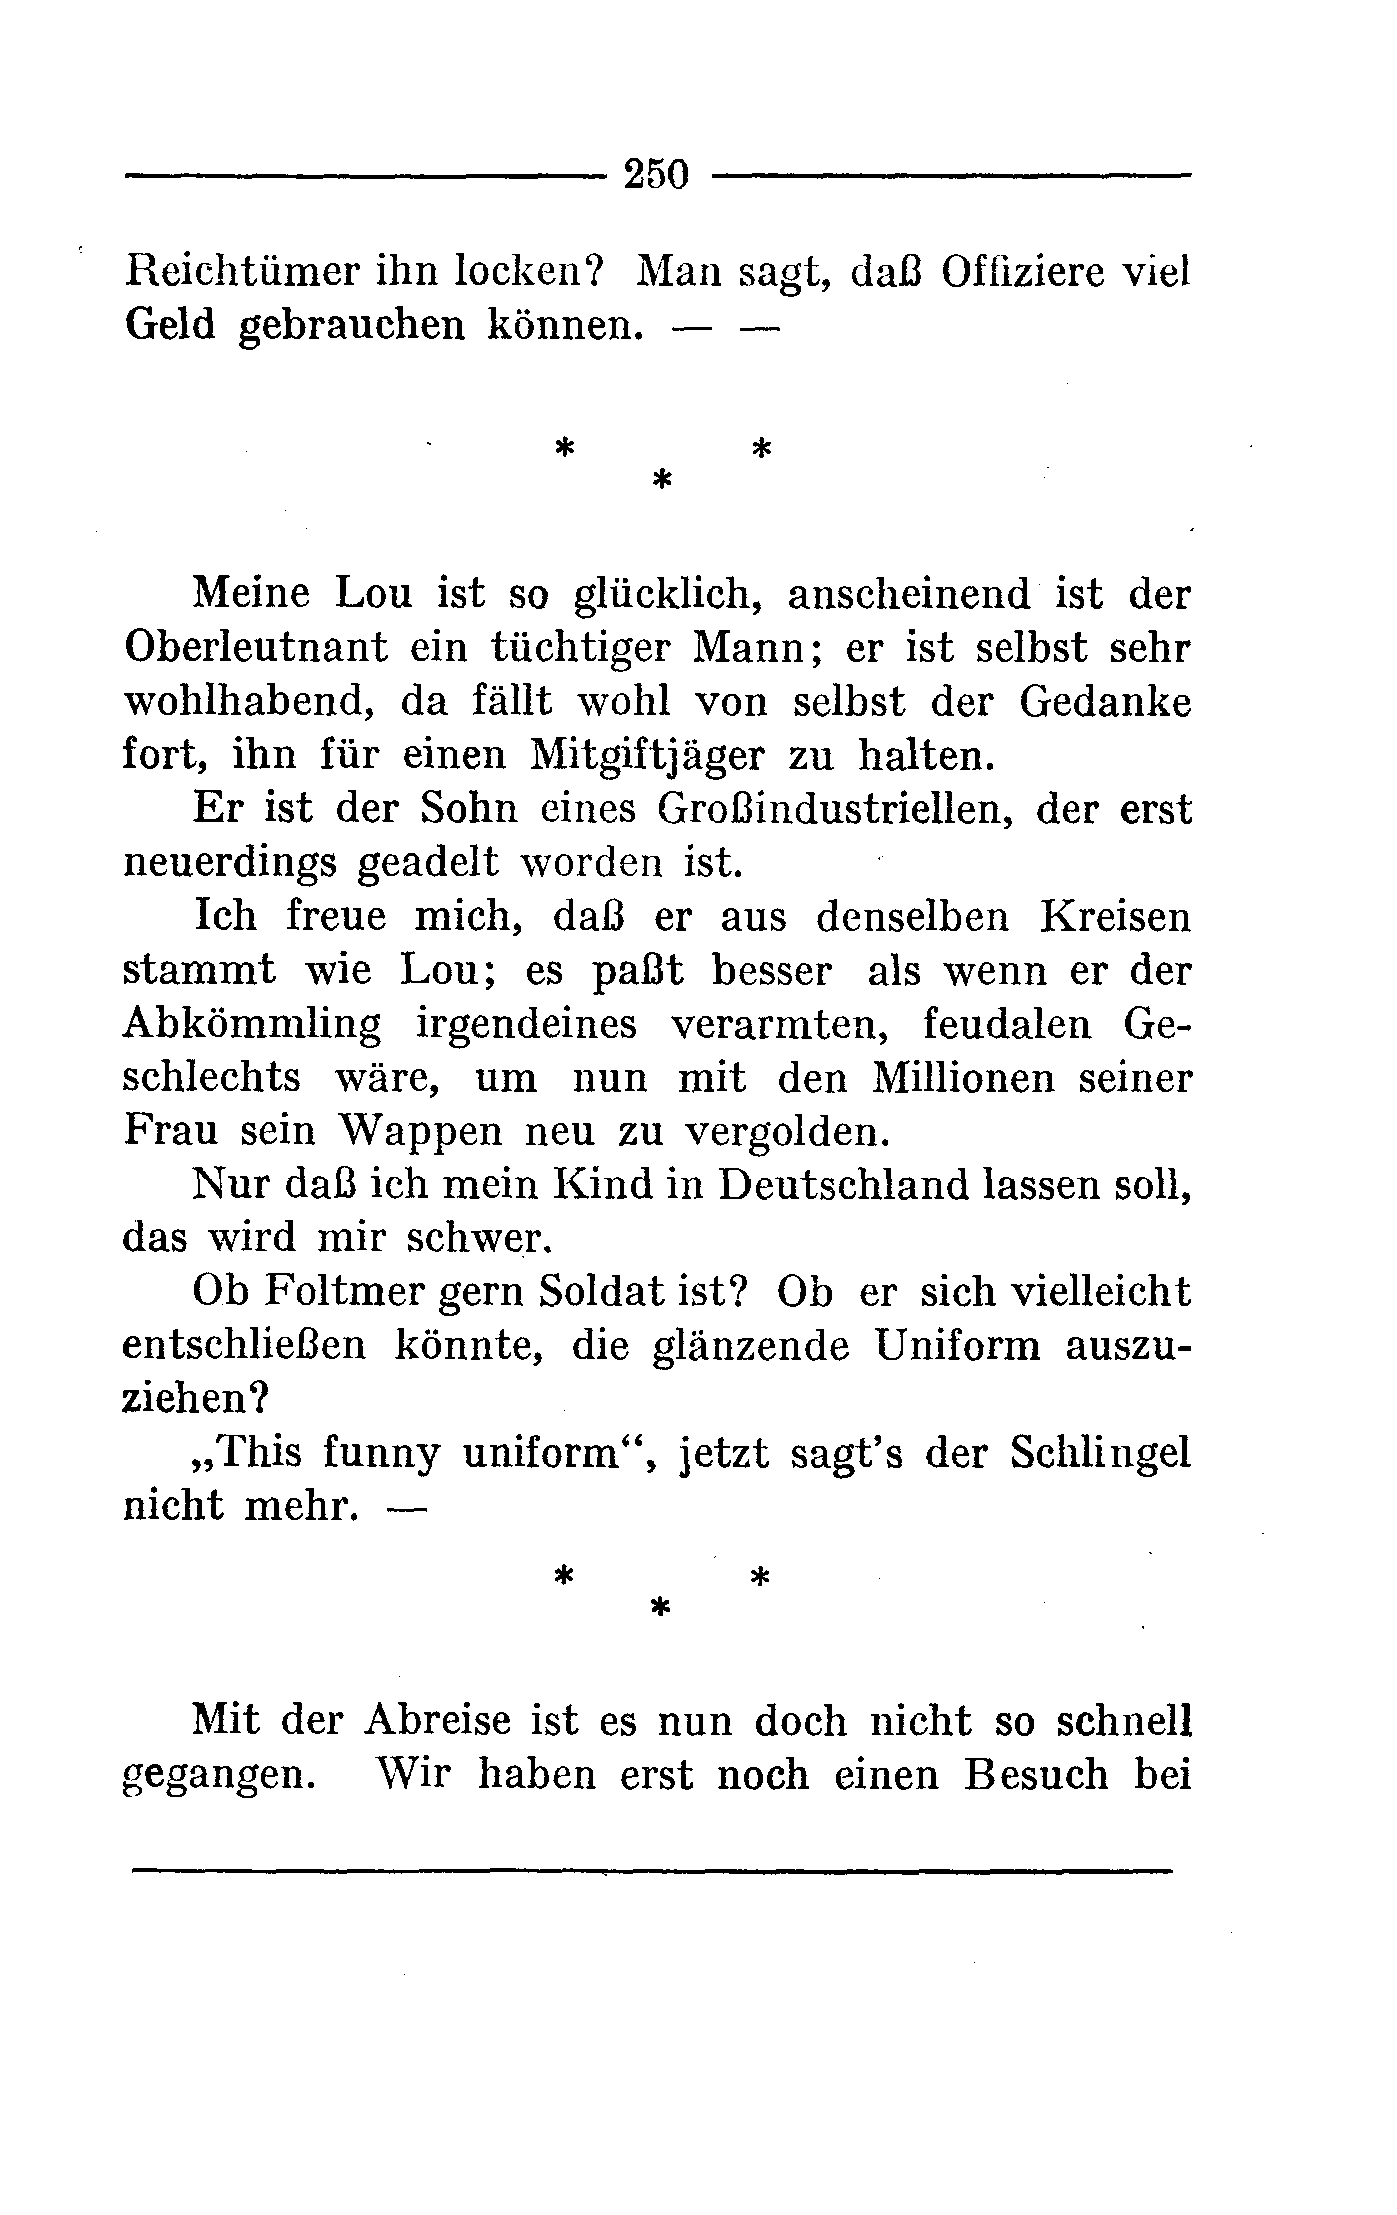 250
Reichtümer ihn locken? Man sagt, daß Offiziere viel
Geld gebrauchen können. — —
* *
*
Meine Lou ist so glücklich, anscheinend ist der
Oberleutnant ein tüchtiger Mann; er ist selbst sehr
wohlhabend, da fällt wohl von selbst der Gedanke
fort, ihn für einen Mitgiftjäger zu halten.
Er ist der Sohn eines Großindustriellen, der erst
neuerdings geadelt worden ist.
Ich freue mich, daß er aus denselben Kreisen
stammt wie Lou; es paßt besser als wenn er der
Abkömmling irgendeines verarmten, feudalen Ge-
schlechts wäre, um nun mit den Millionen seiner
Frau sein Wappen neu zu vergolden.
Nur daß ich mein Kind in Deutschland lassen soll,
das wird mir schwer.
Ob Foltmer gern Soldat ist? Ob er sich vielleicht
entschließen könnte, die glänzende Uniform auszu-
ziehen?
„This funny uniform“, jetzt sagt's der Schlingel
nicht mehr. —
* *
*
Mit der Abreise ist es nun doch nicht so schnell
gegangen. Wir haben erst noch einen Besuch bei